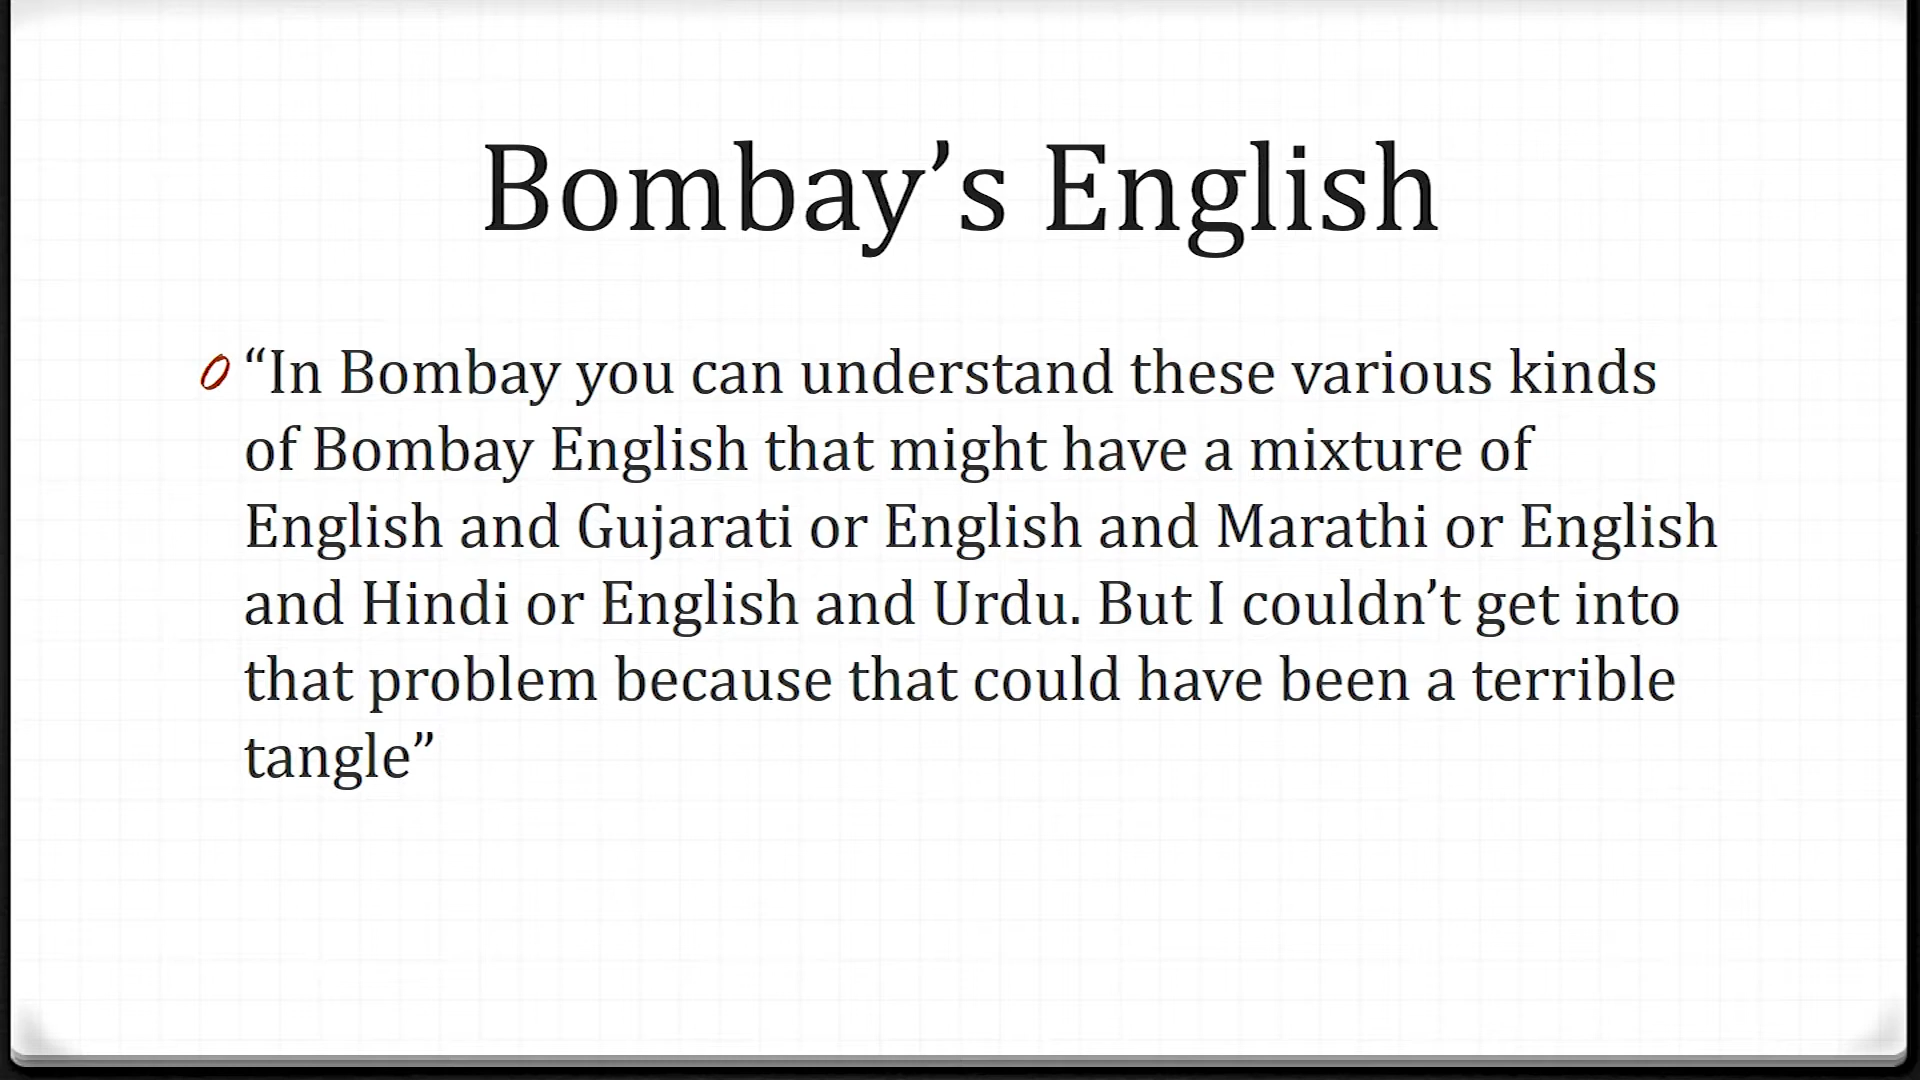 Bombay’s English
“In Bombay you can understand these various kinds
of Bombay English that might have a mixture of
English and Gujarati or English and Marathi or English
and Hindi or English and Urdu. But I couldn’t get into
that problem because that could have been a terrible
tangle”